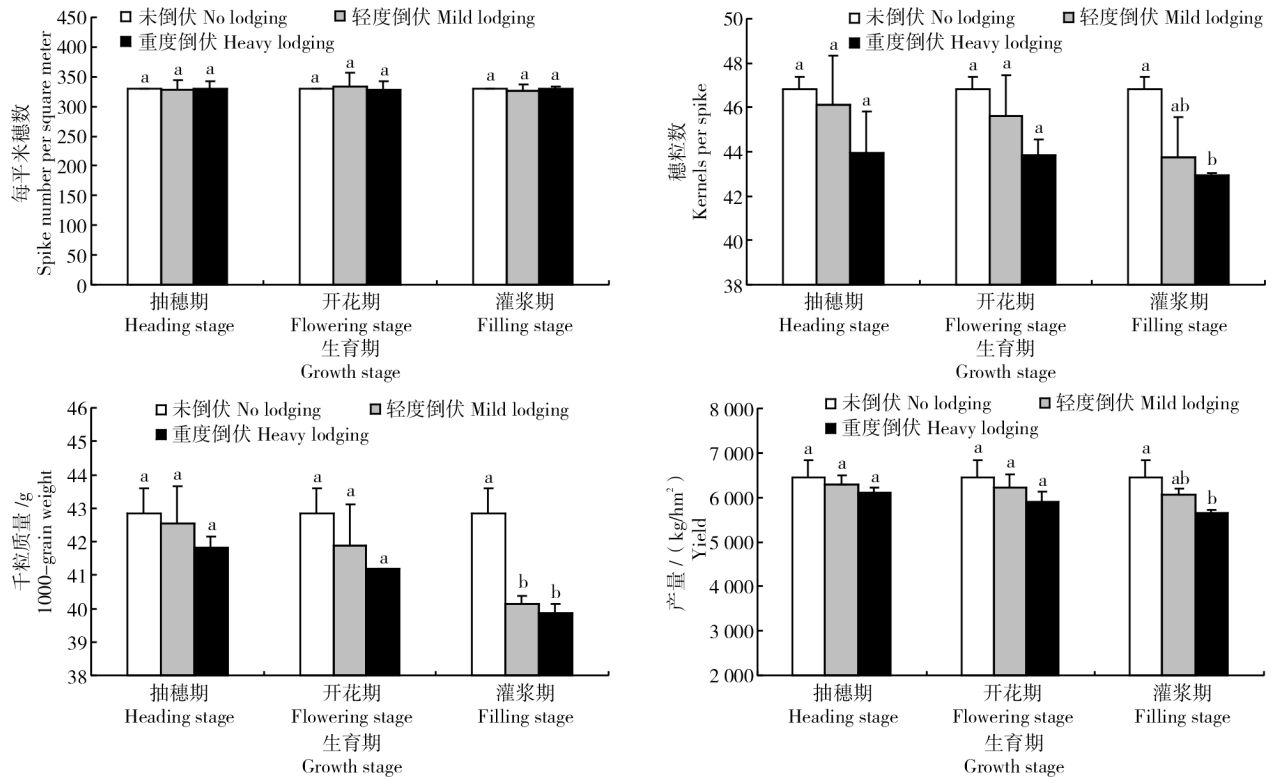 450
400
350
300
250
200
150
100
50
0
每平米穗数
Spike number per square meter
未倒伏 No lodging
轻度倒伏 Mild lodging
重度倒伏 Heavy lodging
a a a
a a a
a a a
抽穗期
Heading stage
开花期
Flowering stage
灌浆期
Filling stage
生育期
Growth stage
50
48
46
44
42
40
38
穗粒数
Kernels per spike
未倒伏 No lodging
轻度倒伏 Mild lodging
重度倒伏 Heavy lodging
a a a
a a a
a ab b
抽穗期
Heading stage
开花期
Flowering stage
灌浆期
Filling stage
生育期
Growth stage
46
45
44
43
42
41
40
39
38
千粒质量 /g
1000-grain weight
未倒伏 No lodging
轻度倒伏 Mild lodging
重度倒伏 Heavy lodging
a a a
a a a
a b b
抽穗期
Heading stage
开花期
Flowering stage
灌浆期
Filling stage
生育期
Growth stage
8 000
7 000
6 000
5 000
4 000
3 000
2 000
产量 /（kg/hm²）
Yield
未倒伏 No lodging
轻度倒伏 Mild lodging
重度倒伏 Heavy lodging
a a a
a a a
a ab b
抽穗期
Heading stage
开花期
Flowering stage
灌浆期
Filling stage
生育期
Growth stage